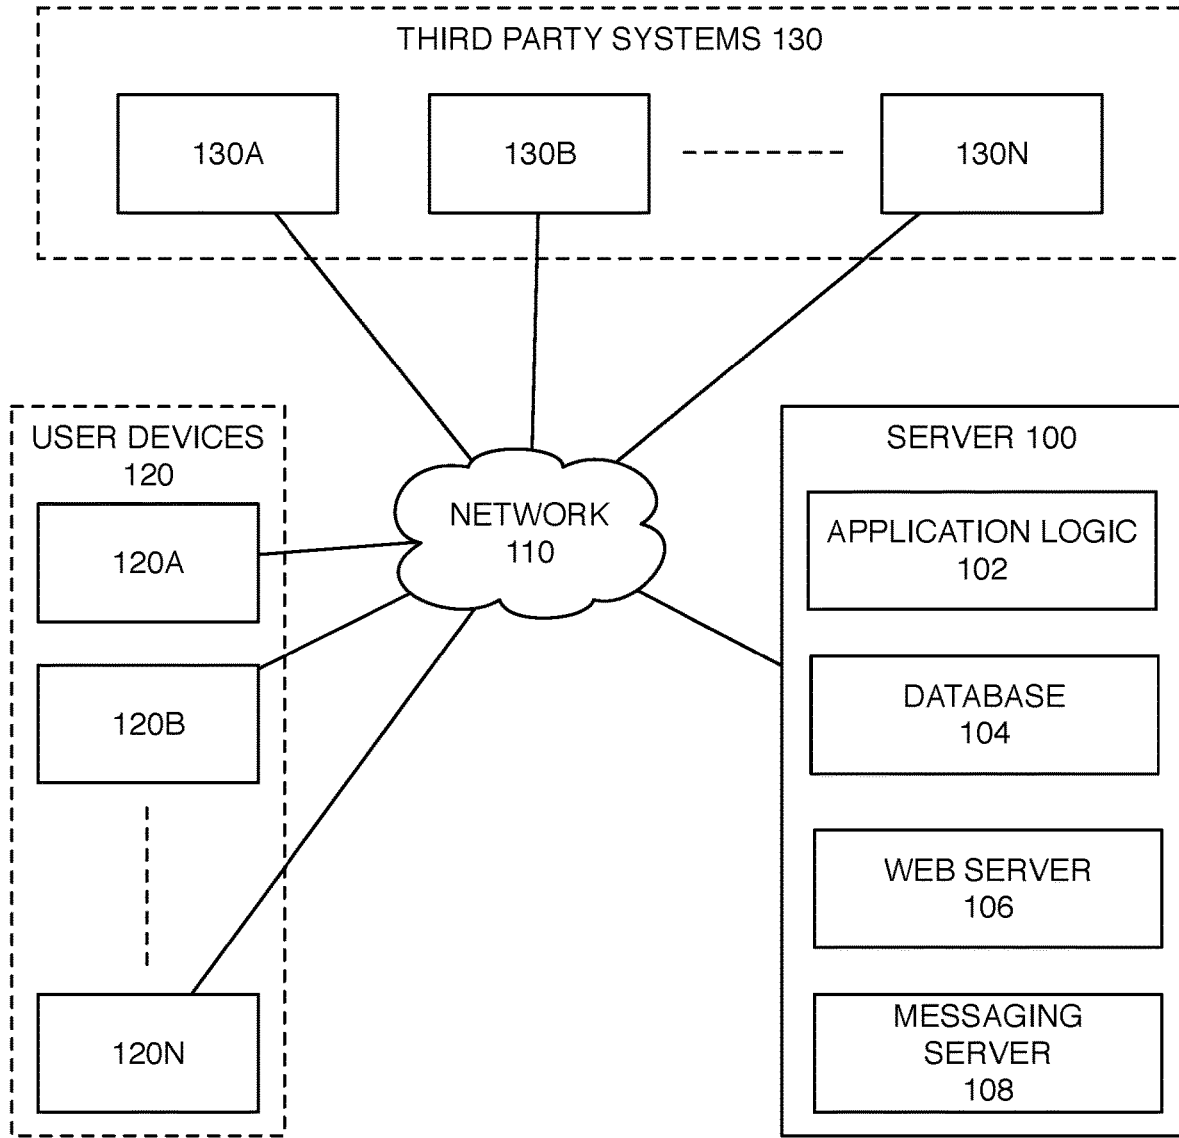 THIRD PARTY SYSTEMS 130
130A
130B
130N
USER DEVICES
120
120A
120B
120N
NETWORK
110
SERVER 100
APPLICATION LOGIC
102
DATABASE
104
WEB SERVER
106
MESSAGING
SERVER
108